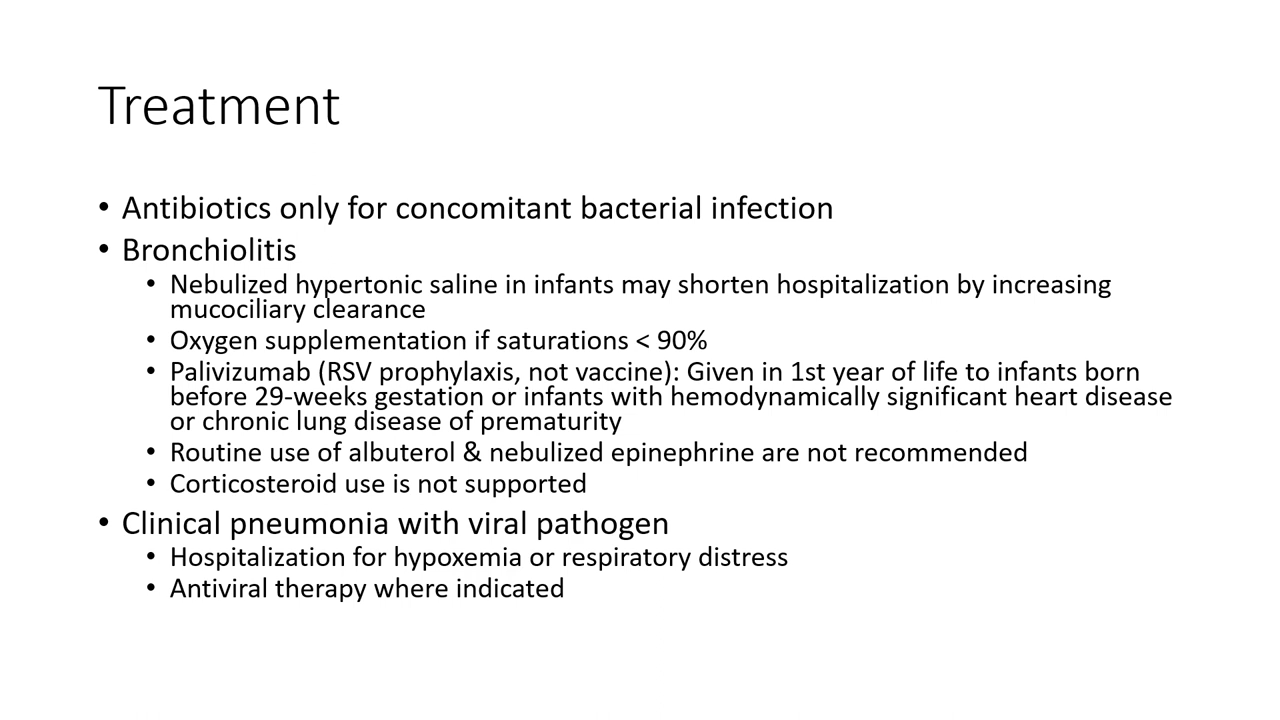 Treatment
• Antibiotics only for concomitant bacterial infection
• Bronchiolitis
• Nebulized hypertonic saline in infants may shorten hospitalization by increasing
mucociliary clearance
• Oxygen supplementation if saturations < 90%
• Palivizumab (RSV prophylaxis, not vaccine): Given in 1st year of life to infants born
before 29-weeks gestation or infants with hemodynamically significant heart disease
or chronic lung disease of prematurity
• Routine use of albuterol & nebulized epinephrine are not recommended
• Corticosteroid use is not supported
• Clinical pneumonia with viral pathogen
• Hospitalization for hypoxemia or respiratory distress
• Antiviral therapy where indicated